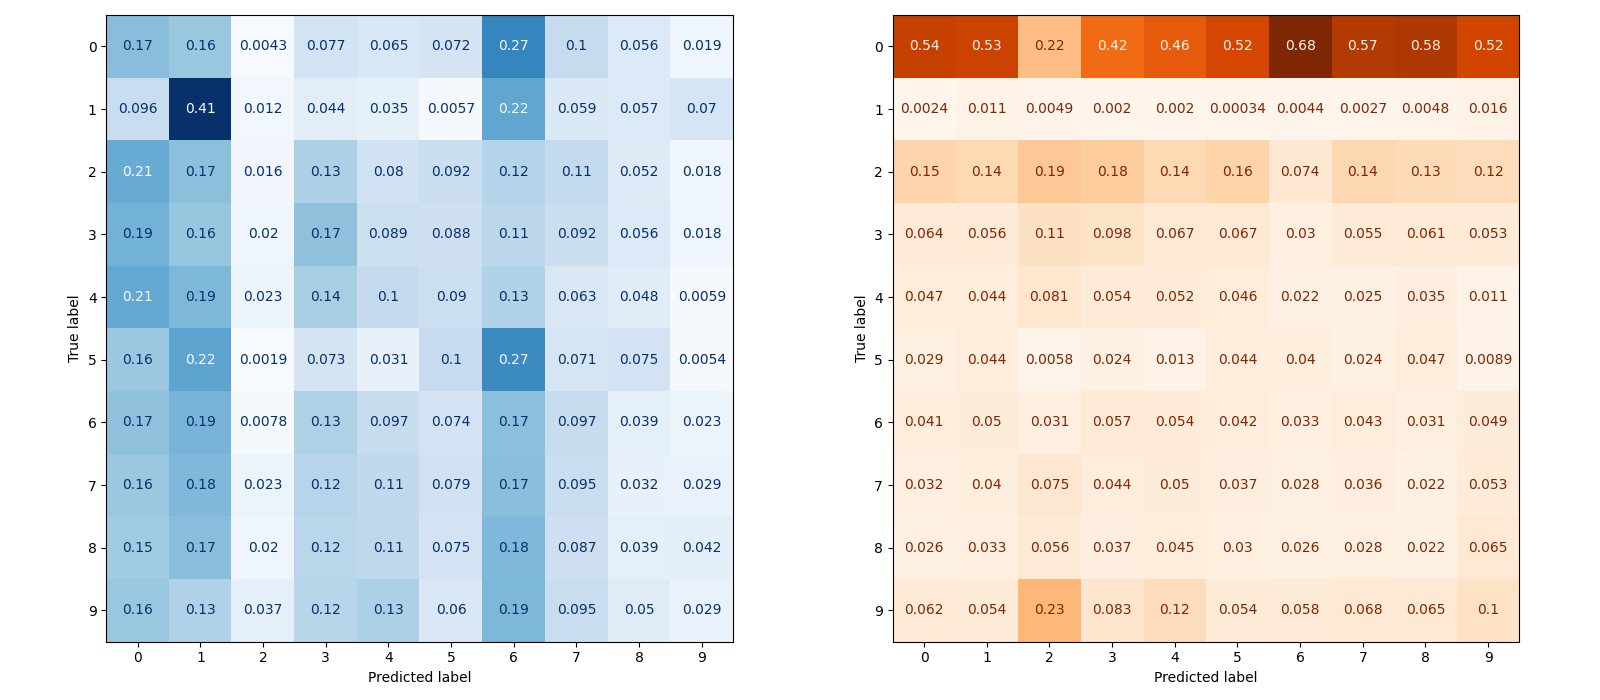 0 0.17 0.16 0.0043 0.077 0.065 0.072 0.27 0.1 0.056 0.019
1 0.096 0.41 0.012 0.044 0.035 0.0057 0.22 0.059 0.057 0.07
2 0.21 0.17 0.016 0.13 0.08 0.092 0.12 0.11 0.052 0.018
3 0.19 0.16 0.02 0.17 0.089 0.088 0.11 0.092 0.056 0.018
4 0.21 0.19 0.023 0.14 0.1 0.09 0.13 0.063 0.048 0.0059
5 0.16 0.22 0.0019 0.073 0.031 0.1 0.27 0.071 0.075 0.0054
6 0.17 0.19 0.0078 0.13 0.097 0.074 0.17 0.097 0.039 0.023
7 0.16 0.18 0.023 0.12 0.11 0.079 0.17 0.095 0.032 0.029
8 0.15 0.17 0.02 0.12 0.11 0.075 0.18 0.087 0.039 0.042
9 0.16 0.13 0.037 0.12 0.13 0.06 0.19 0.095 0.05 0.029
0 1 2 3 4 5 6 7 8 9
True label
Predicted label
0 0.54 0.53 0.22 0.42 0.46 0.52 0.68 0.57 0.58 0.52
1 0.0024 0.011 0.0049 0.002 0.002 0.00034 0.0044 0.0027 0.0048 0.016
2 0.15 0.14 0.19 0.18 0.14 0.16 0.074 0.14 0.13 0.12
3 0.064 0.056 0.11 0.098 0.067 0.067 0.03 0.055 0.061 0.053
4 0.047 0.044 0.081 0.054 0.052 0.046 0.022 0.025 0.035 0.011
5 0.029 0.044 0.0058 0.024 0.013 0.044 0.04 0.024 0.047 0.0089
6 0.041 0.05 0.031 0.057 0.054 0.042 0.033 0.043 0.031 0.049
7 0.032 0.04 0.075 0.044 0.05 0.037 0.028 0.036 0.022 0.053
8 0.026 0.033 0.056 0.037 0.045 0.03 0.026 0.028 0.022 0.065
9 0.062 0.054 0.23 0.083 0.12 0.054 0.058 0.068 0.065 0.1
0 1 2 3 4 5 6 7 8 9
True label
Predicted label